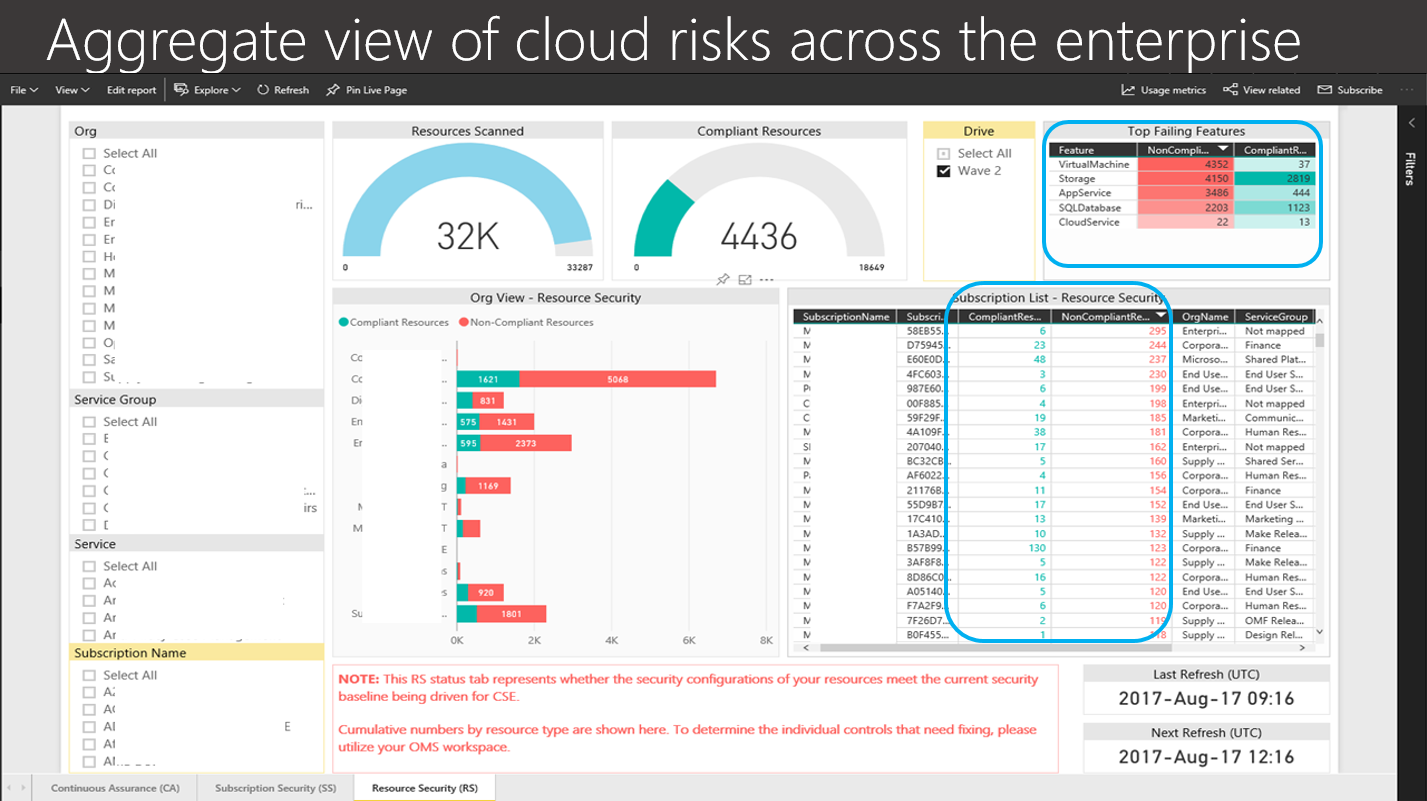 Aggregate view of cloud risks across the enterprise
File View Edit report Explore Refresh Pin Live Page Usage metrics View related Subscribe
Filters
Org
Select All
Cc
Cc
Di ri...
Er
Er
M
M
M
M
O
Sa
Service Group
Select All
irs
Service
Select All
Ac
Ar
Ar
Ar
Subscription Name
Select All
E
Resources Scanned
32K
0 33287
Compliant Resources
4436
0 18649
Drive
Select All
Wave 2
Top Failing Features
Feature NonCompli... CompliantR...
VirtualMachine 4352 37
Storage 4150 2819
AppService 3486 444
SQLDatabase 2203 1123
CloudService 22 13
Org View - Resource Security
Compliant Resources Non-Compliant Resources
Cc ...
Cc 1621 5068
Di 831
En 575 1431
Er 595 2373
a
g 1169
T
M T
E
s
s 920
Su 1801
0K 2K 4K 6K 8K
Subscription List - Resource Security
SubscriptionName Subscri... CompliantRes... NonCompliantRe... OrgName ServiceGroup
M 58EB55... 6 295 Enterpri... Not mapped
M D75945... 23 244 Corpora... Finance
M E60E0D... 48 237 Microso... Shared Plat...
M 4FC603... 3 230 End Use... End User S...
987E60... 6 199 End Use... End User S...
C 00F885... 4 198 Enterpri... Not mapped
C 59F29F... 19 185 Marketi... Communic...
M 4A109F... 38 181 Corpora... Human Res...
207040... 17 162 Enterpri... Not mapped
M BC32CB... 5 160 Supply ... Shared Ser...
AF6022... 4 156 Corpora... Human Res...
M 21176B... 11 154 Corpora... Finance
M 55D9B7... 17 152 End Use... End User S...
M 17C410... 13 139 Marketi... Marketing ...
M 1A3AD... 10 132 Supply ... Make Relea...
M B57B99... 130 123 Corpora... Finance
M 3AF8F8... 5 122 Supply ... Make Relea...
M 8D86C0... 16 122 Corpora... Human Res...
M A05140... 5 120 End Use... End User S...
M F7A2F9... 6 120 Corpora... Human Res...
M 7F26D7... 2 119 Supply ... OMF Relea...
M B0F455... 1 118 Supply ... Design Rel...
NOTE: This RS status tab represents whether the security configurations of your resources meet the current security
baseline being driven for CSE.
Cumulative numbers by resource type are shown here. To determine the individual controls that need fixing, please
utilize your OMS workspace.
Last Refresh (UTC)
2017-Aug-17 09:16
Next Refresh (UTC)
2017-Aug-17 12:16
Continuous Assurance (CA) Subscription Security (SS) Resource Security (RS)